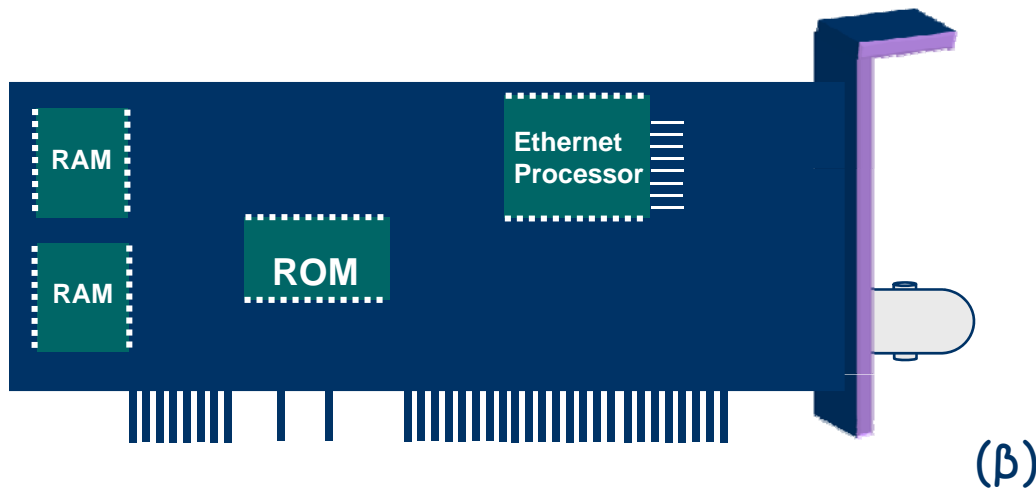 RAM
Ethernet
Processor
ROM
RAM
(β)